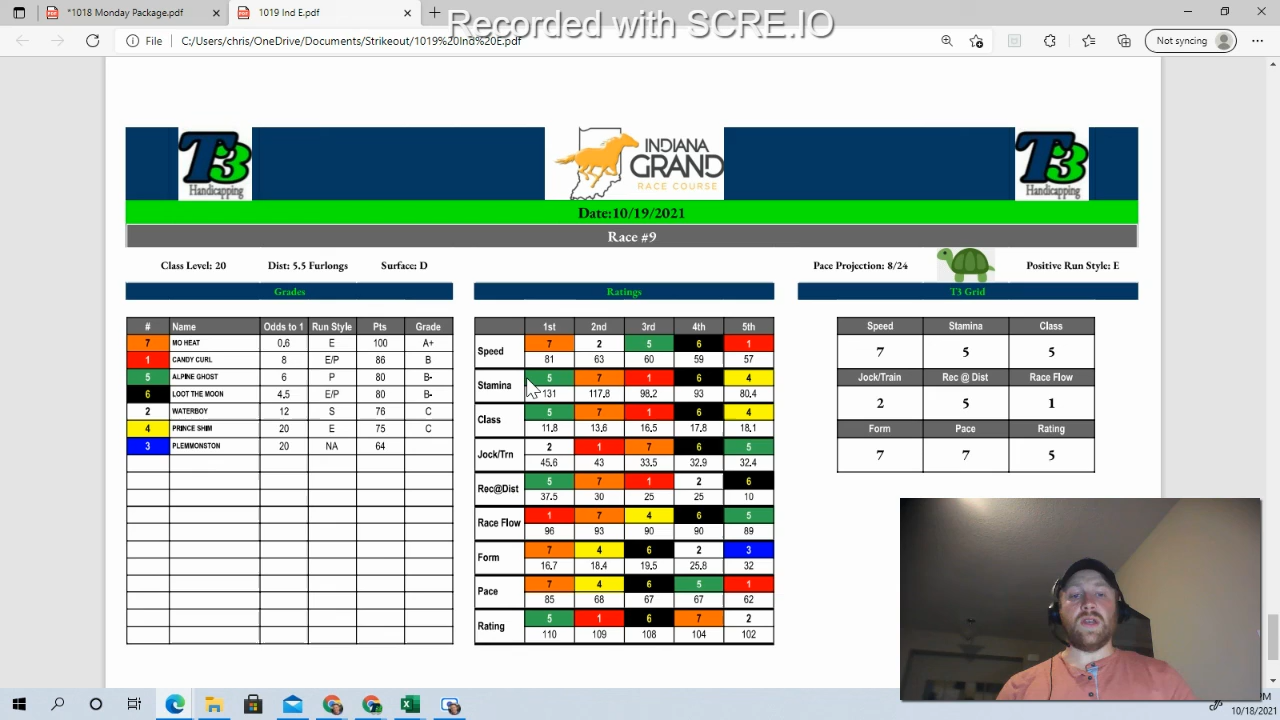 *1018 Monday Package.pdf
1019 Ind E.pdf
Recorded with SCRE.IO
File C:/Users/chris/OneDrive/Documents/Strikeout/1019%20Ind%20E.pdf
Not syncing
T3
Handicapping
INDIANA
GRAND
RACE COURSE
T3
Handicapping
Date:10/19/2021
Race #9
Class Level: 20 Dist: 5.5 Furlongs Surface: D Pace Projection: 8/24 Positive Run Style: E
Grades
# Name Odds to 1 Run Style Pts Grade
7 MO HEAT 0.6 E 100 A+
1 CANDY CURL 8 E/P 86 B
5 ALPINE GHOST 6 P 80 B-
6 LOOT THE MOON 4.5 E/P 80 B-
2 WATERBOY 12 S 76 C
4 PRINCE SHIM 20 E 75 C
3 PLEMMONSTON 20 NA 64
Ratings
1st 2nd 3rd 4th 5th
Speed 7 2 5 6 1
81 63 60 59 57
Stamina 5 7 1 6 4
131 117.8 98.2 93 80.4
Class 5 7 1 6 4
11.8 13.6 16.5 17.8 18.1
Jock/Trn 2 1 7 6 5
45.6 43 33.5 32.9 32.4
Rec@Dist 5 7 1 2 6
37.5 30 25 25 10
Race Flow 1 7 4 6 5
96 93 90 90 89
Form 7 4 6 2 3
16.7 18.4 19.5 25.8 32
Pace 7 4 6 5 1
85 68 67 67 62
Rating 5 1 6 7 2
110 109 108 104 102
T3 Grid
Speed Stamina Class
7 5 5
Jock/Train Rec @ Dist Race Flow
2 5 1
Form Pace Rating
7 7 5
10/18/2021